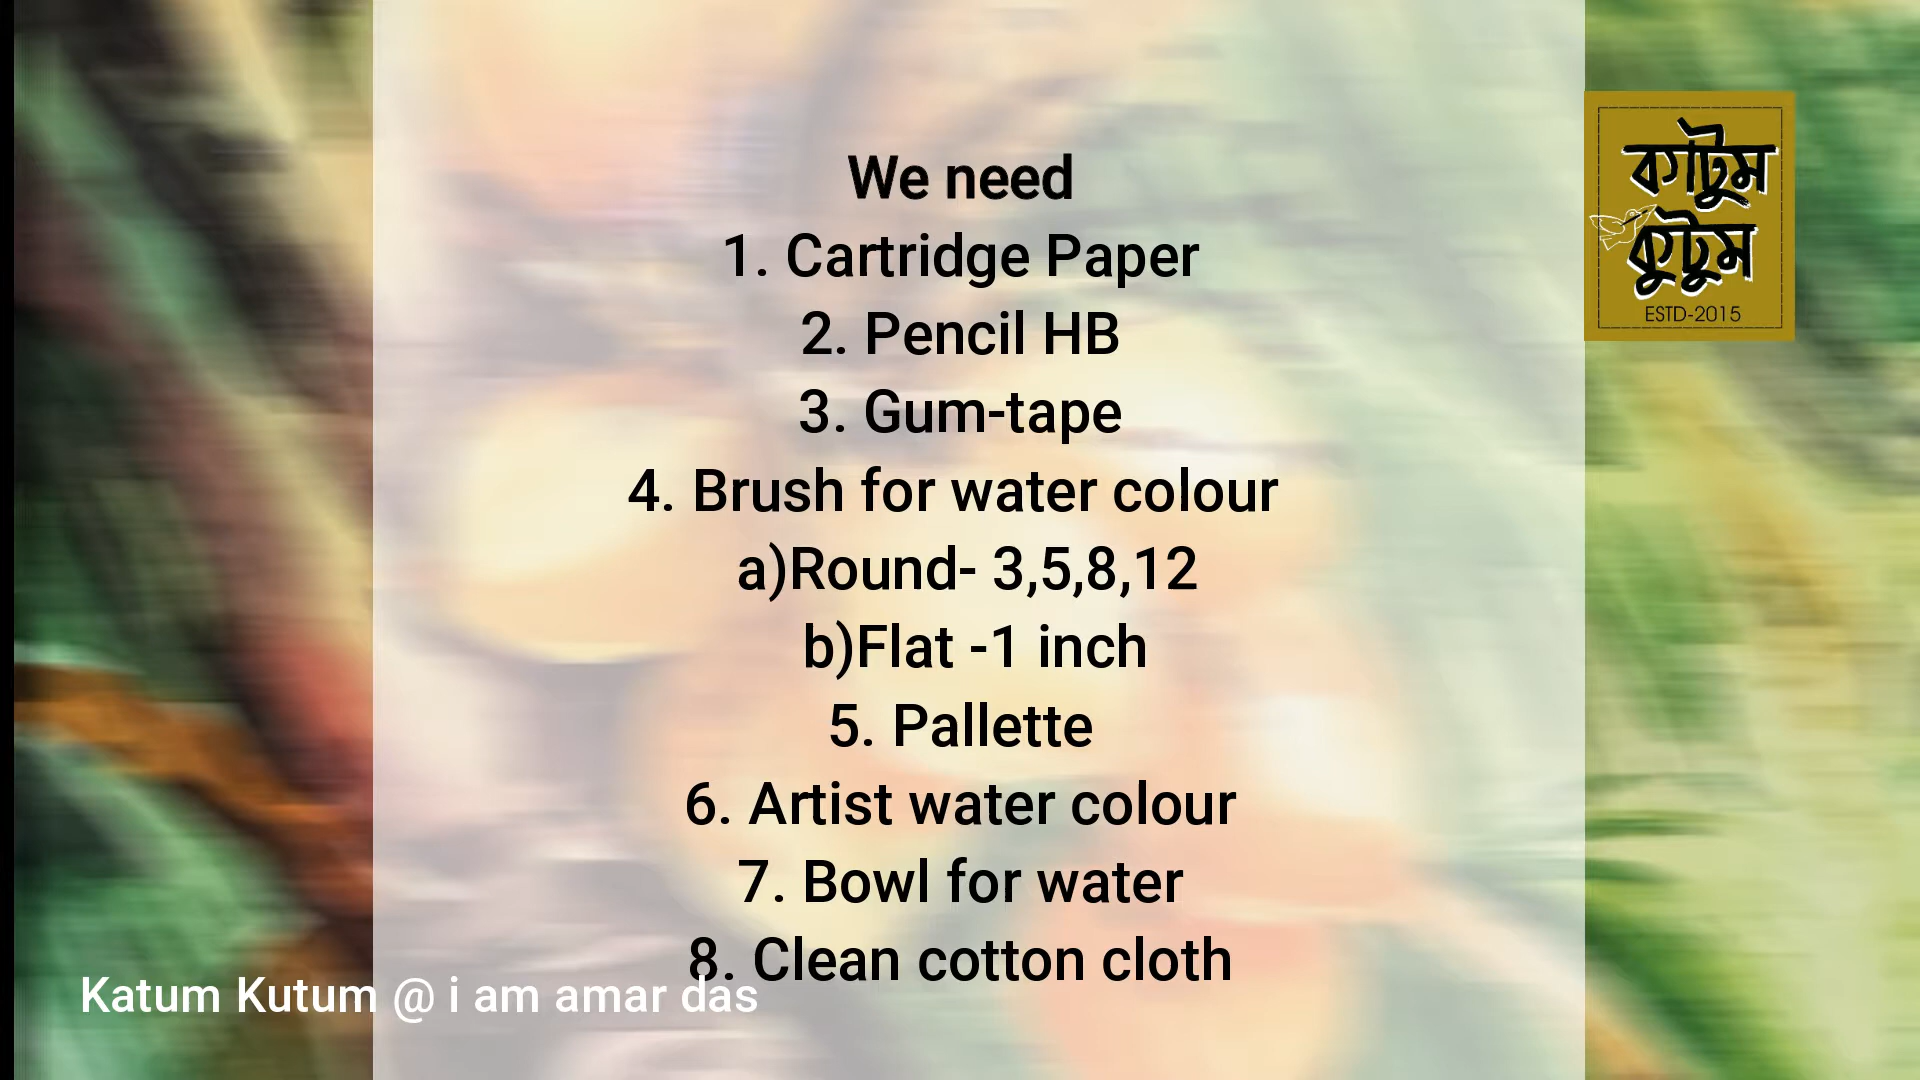 We need
1. Cartridge Paper
2. Pencil HB
3. Gum-tape
4. Brush for water colour
a)Round- 3,5,8,12
b)Flat -1 inch
5. Pallette
6. Artist water colour
7. Bowl for water
8. Clean cotton cloth
কাটুম
কুটুম
ESTD-2015
Katum Kutum @ i am amar das